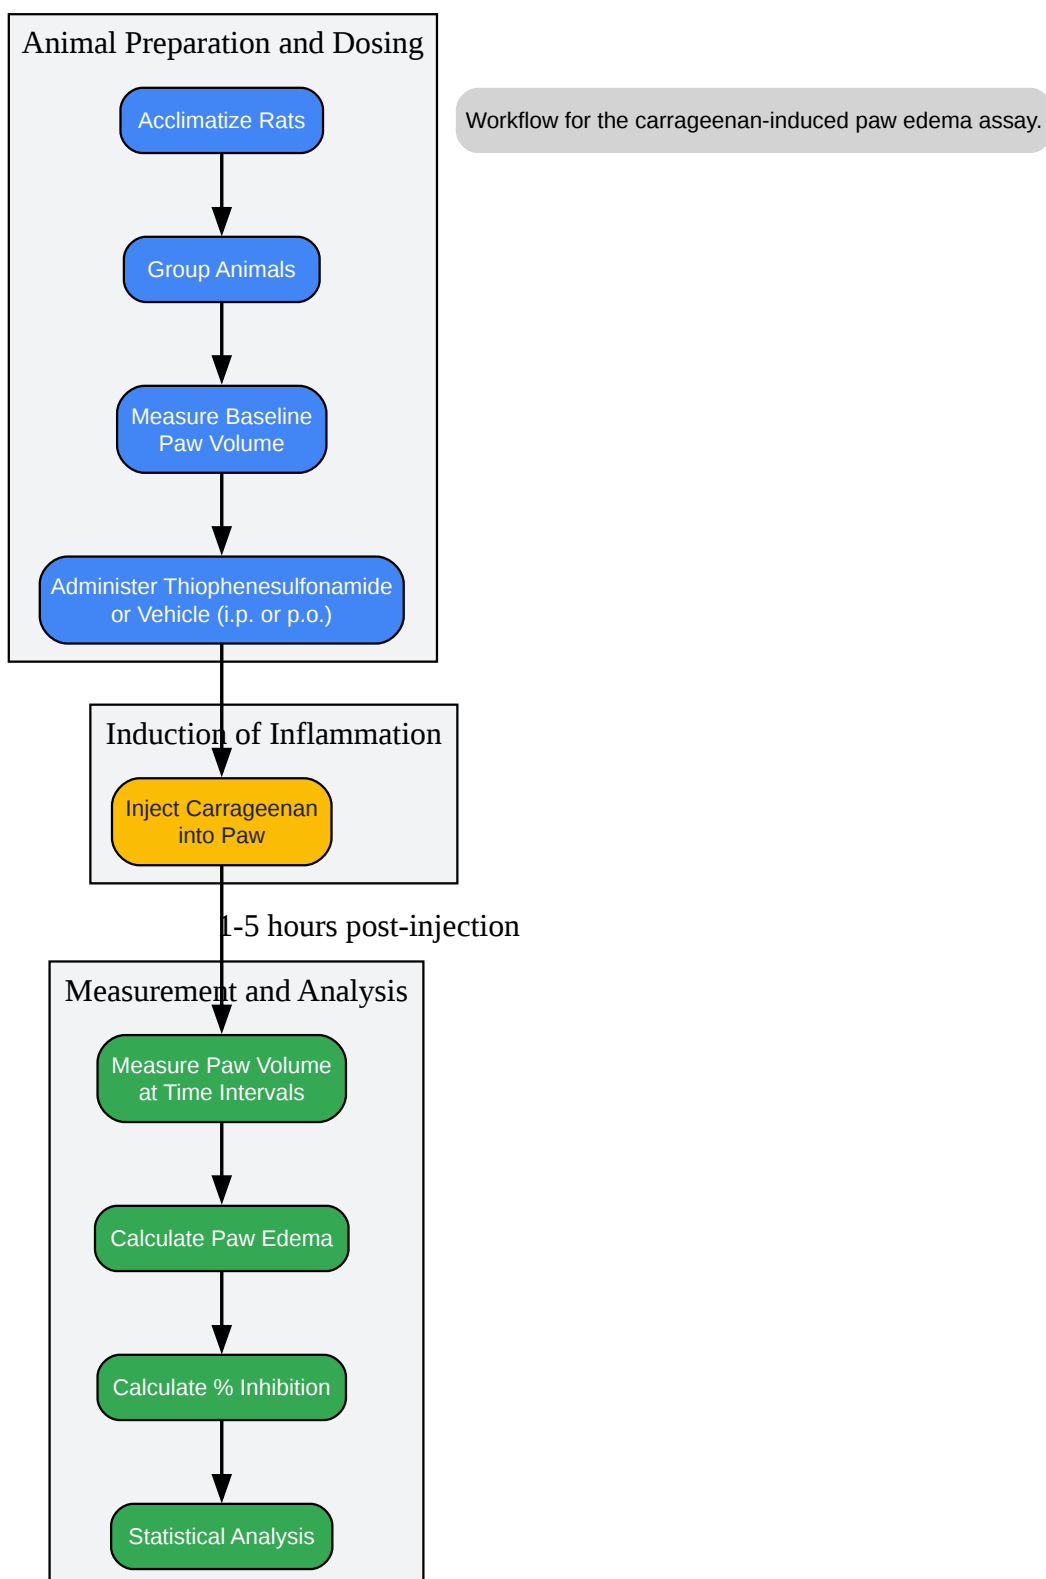 Animal Preparation and Dosing
Acclimatize Rats
Workflow for the carrageenan-induced paw edema assay.
Group Animals
Measure Baseline
Paw Volume
Administer Thiophenesulfonamide
or Vehicle (i.p. or p.o.)
Induction of Inflammation
Inject Carrageenan
into Paw
1-5 hours post-injection
Measurement and Analysis
Measure Paw Volume
at Time Intervals
Calculate Paw Edema
Calculate % Inhibition
Statistical Analysis